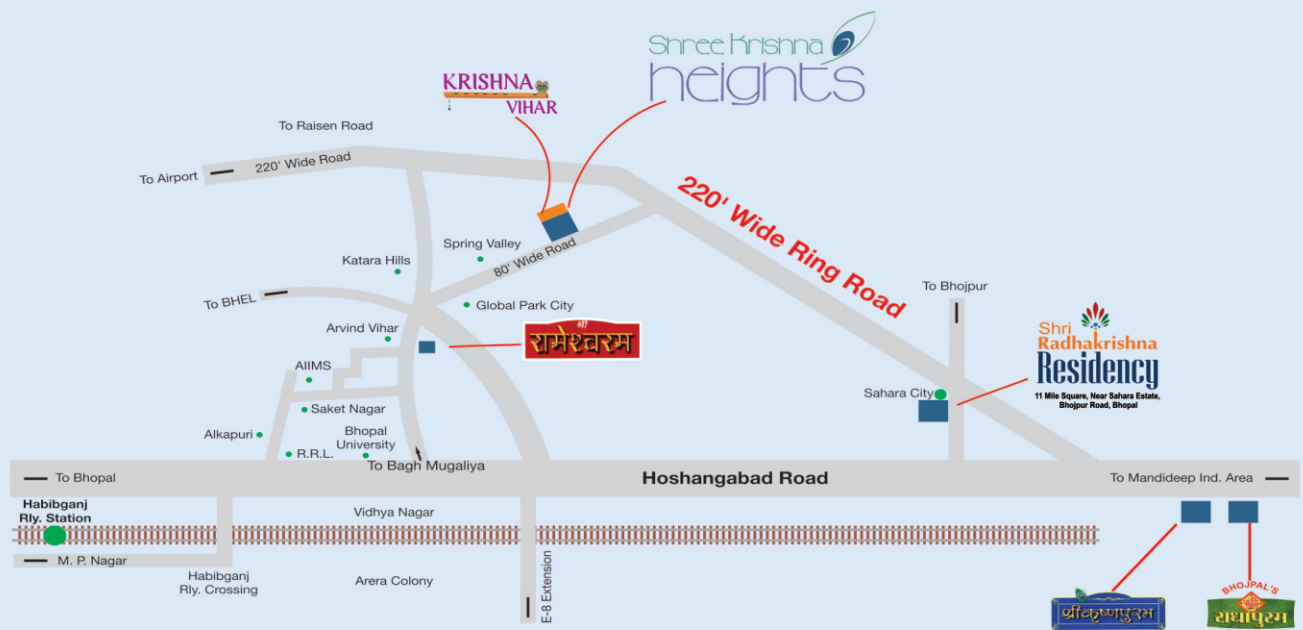 Shree Krishna
heights
KRISHNA
VIHAR
To Raisen Road
220' Wide Road
To Airport
220' Wide Ring Road
Spring Valley
80' Wide Road
Katara Hills
To BHEL
Global Park City
To Bhojpur
Arvind Vihar
श्री
रामेश्वरम
Shri
Radhakrishna
Residency
11 Mile Square, Near Sahara Estate,
Bhojpur Road, Bhopal
AIIMS
Sahara City
Saket Nagar
Alkapuri
Bhopal
University
R.R.L.
To Bagh Mugaliya
To Bhopal
Hoshangabad Road
To Mandideep Ind. Area
Habibganj
Rly. Station
Vidhya Nagar
M. P. Nagar
Habibganj
Rly. Crossing
Arera Colony
E-8 Extension
श्रीकृष्णपुरम
BHOJPAL'S
श्री
राधापुरम